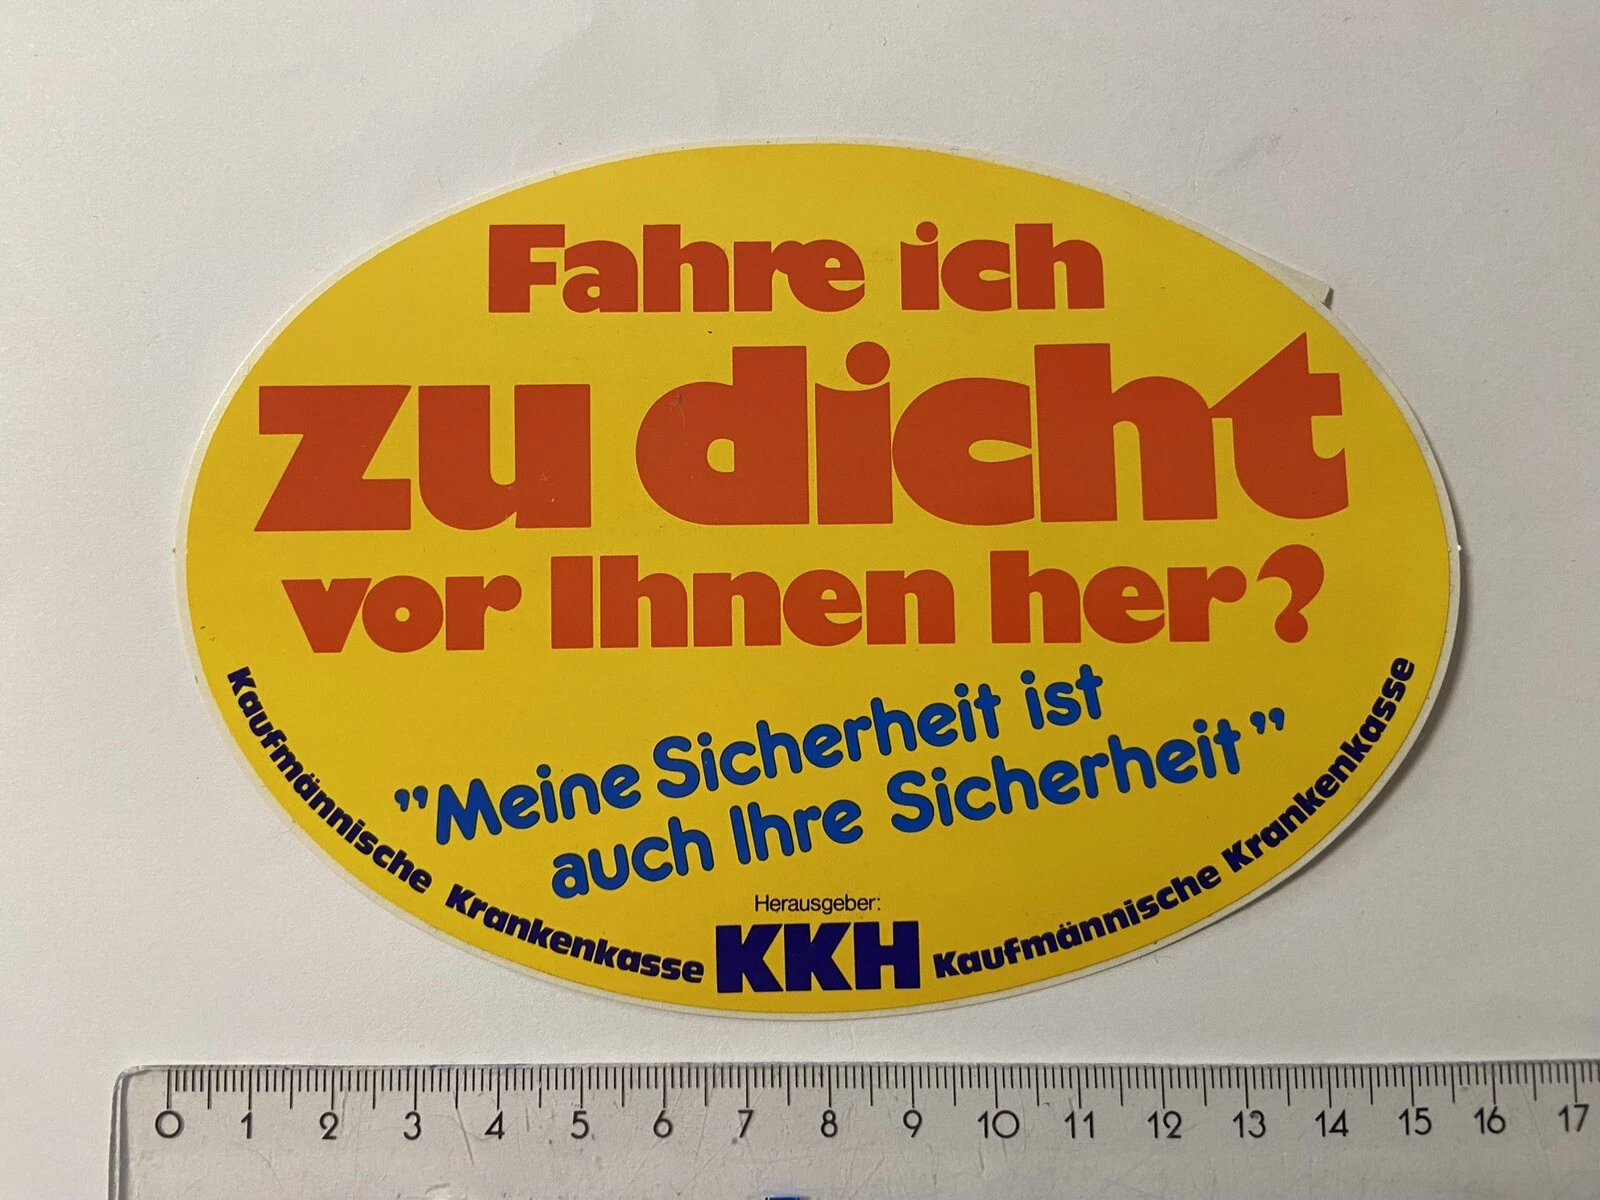 Fahre ich
zu dicht
vor Ihnen her?
"Meine Sicherheit ist
auch Ihre Sicherheit"
Herausgeber:
Kaufmännische Krankenkasse KKH Kaufmännische Krankenkasse
0 1 2 3 4 5 6 7 8 9 10 11 12 13 14 15 16 17